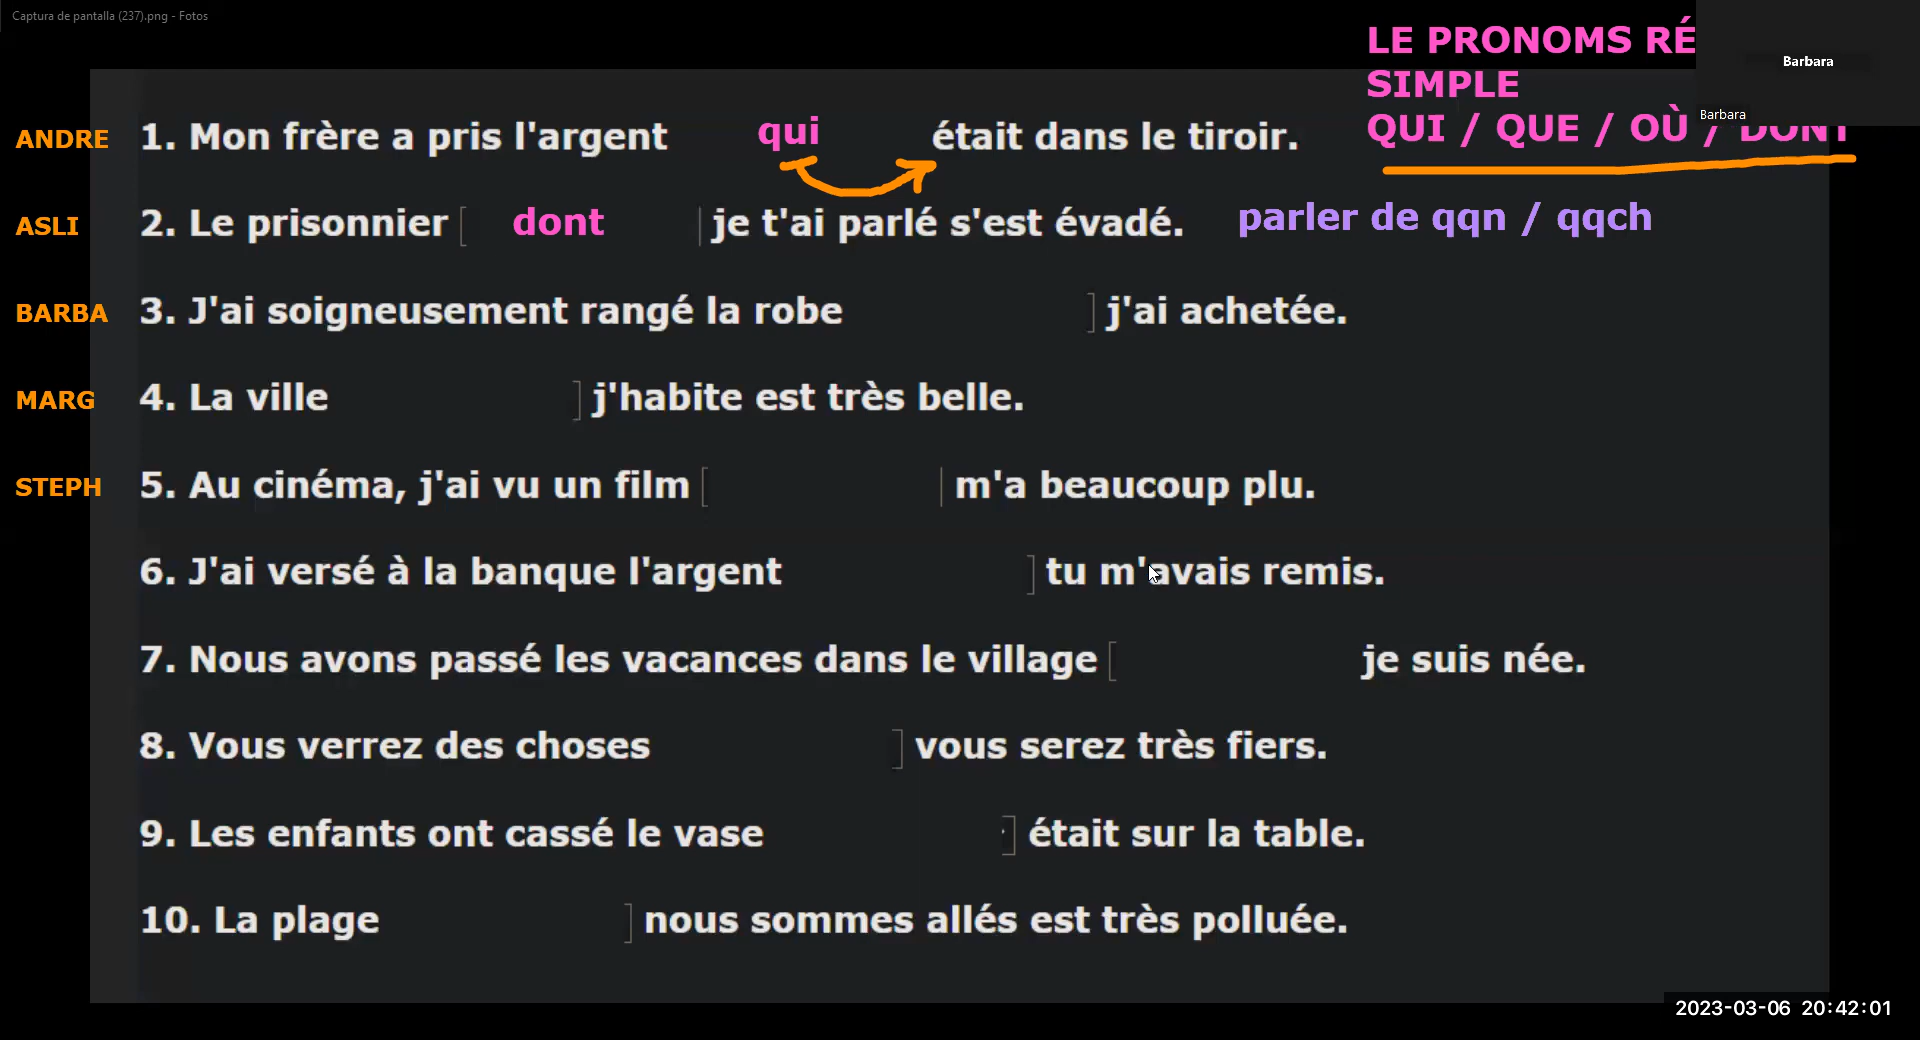 Captura de pantalla (237).png - Fotos
LE PRONOMS RÉ
SIMPLE
QUI / QUE / OÙ / DONT
Barbara
Barbara
ANDRE 1. Mon frère a pris l'argent qui était dans le tiroir.
ASLI 2. Le prisonnier [ dont ] je t'ai parlé s'est évadé. parler de qqn / qqch
BARBA 3. J'ai soigneusement rangé la robe ] j'ai achetée.
MARG 4. La ville ] j'habite est très belle.
STEPH 5. Au cinéma, j'ai vu un film [ ] m'a beaucoup plu.
6. J'ai versé à la banque l'argent ] tu m'avais remis.
7. Nous avons passé les vacances dans le village [ je suis née.
8. Vous verrez des choses ] vous serez très fiers.
9. Les enfants ont cassé le vase ] était sur la table.
10. La plage ] nous sommes allés est très polluée.
2023-03-06 20:42:01